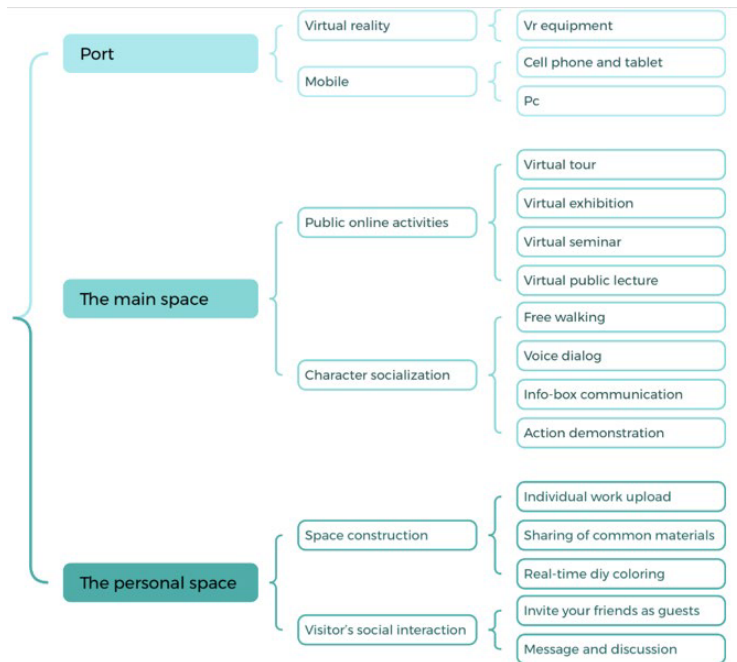 Port
Virtual reality
Vr equipment
Mobile
Cell phone and tablet
Pc
The main space
Public online activities
Virtual tour
Virtual exhibition
Virtual seminar
Virtual public lecture
Character socialization
Free walking
Voice dialog
Info-box communication
Action demonstration
The personal space
Space construction
Individual work upload
Sharing of common materials
Real-time diy coloring
Visitor's social interaction
Invite your friends as guests
Message and discussion